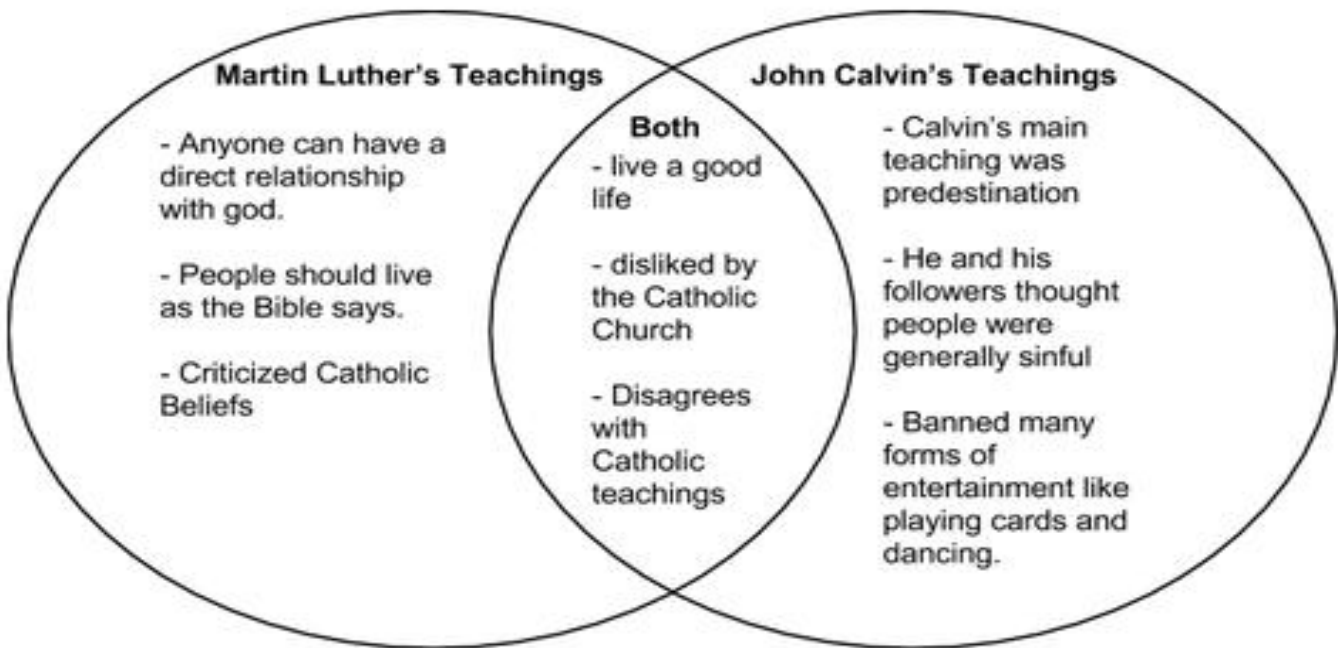 Martin Luther's Teachings
- Anyone can have a
direct relationship
with god.
- People should live
as the Bible says.
- Criticized Catholic
Beliefs
Both
- live a good
life
- disliked by
the Catholic
Church
- Disagrees
with
Catholic
teachings
John Calvin's Teachings
- Calvin's main
teaching was
predestination
- He and his
followers thought
people were
generally sinful
- Banned many
forms of
entertainment like
playing cards and
dancing.